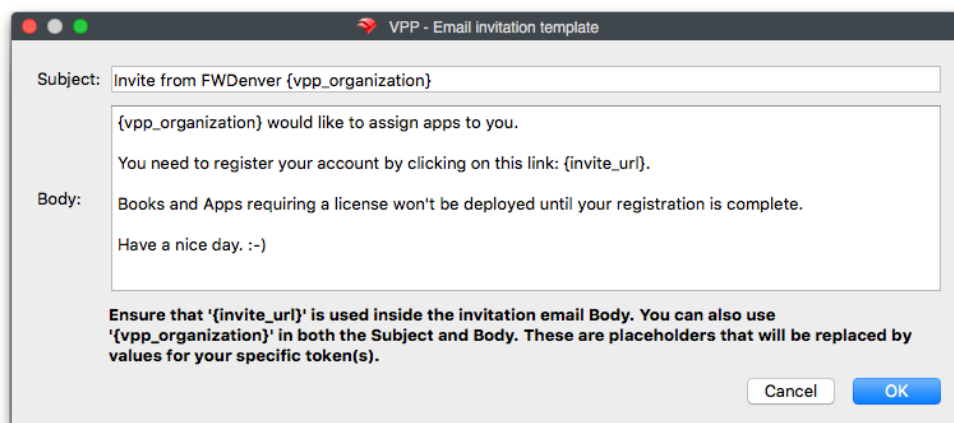 VPP - Email invitation template
Subject: Invite from FWDenver {vpp_organization}
{vpp_organization} would like to assign apps to you.
You need to register your account by clicking on this link: {invite_url}.
Body:
Books and Apps requiring a license won't be deployed until your registration is complete.
Have a nice day. :-)
Ensure that '{invite_url}' is used inside the invitation email Body. You can also use
'{vpp_organization}' in both the Subject and Body. These are placeholders that will be replaced by
values for your specific token(s).
Cancel OK